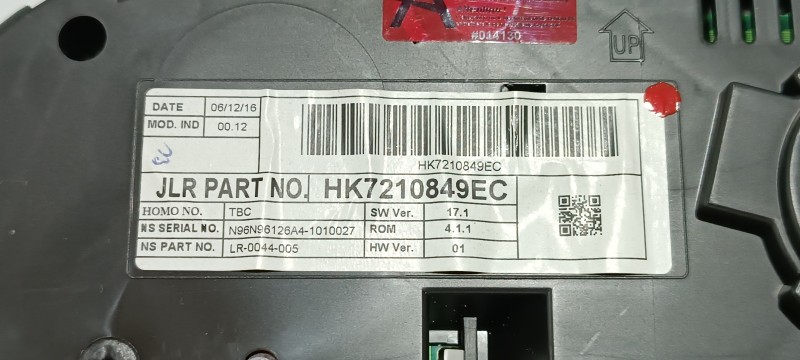 #034130
UP
DATE 06/12/16
MOD. IND 00.12
HK7210849EC
JLR PART NO. HK7210849EC
HOMO NO. TBC SW Ver. 17.1
NS SERIAL NO. N96N96126A4-1010027 ROM 4.1.1
NS PART NO. LR-0044-005 HW Ver. 01